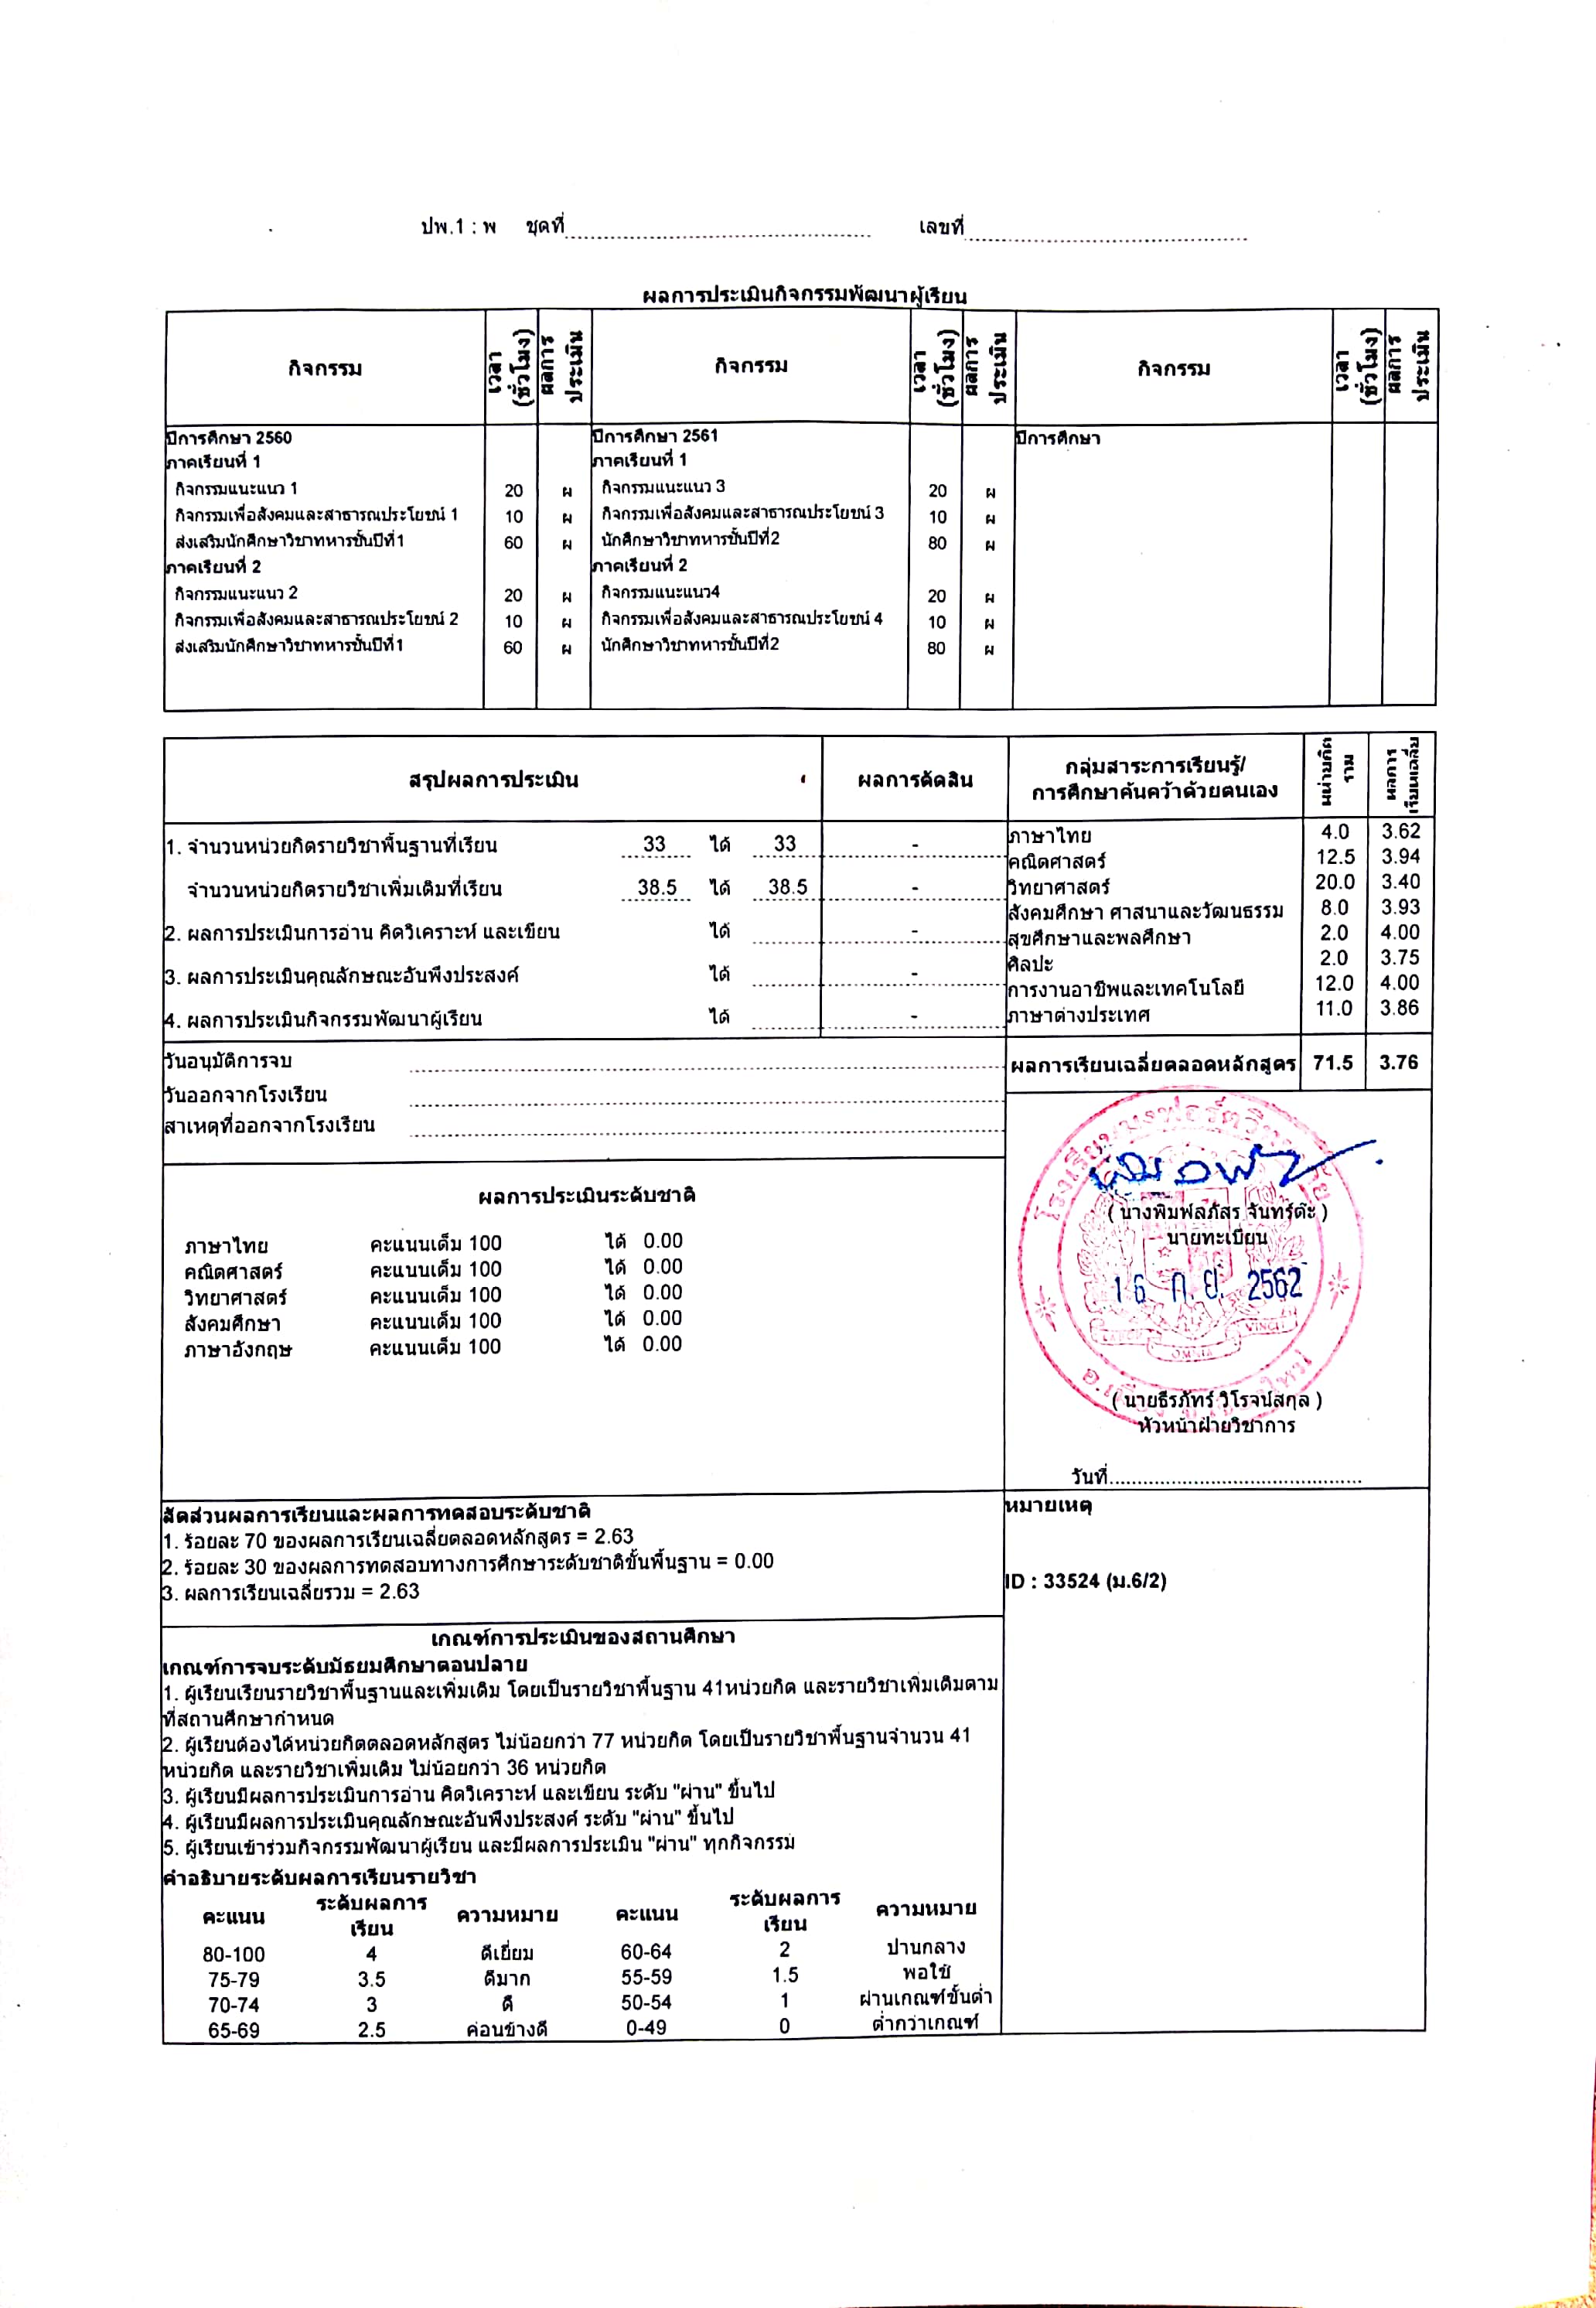 ปพ.1 : พ ชุดที่ เลขที่
ผลการประเมินกิจกรรมพัฒนาผู้เรียน
กิจกรรม เวลา (ชั่วโมง) ผลการประเมิน กิจกรรม เวลา (ชั่วโมง) ผลการประเมิน กิจกรรม เวลา (ชั่วโมง) ผลการประเมิน
ปีการศึกษา 2560 ปีการศึกษา 2561 ปีการศึกษา
ภาคเรียนที่ 1 ภาคเรียนที่ 1
กิจกรรมแนะแนว 1 20 ผ กิจกรรมแนะแนว 3 20 ผ
กิจกรรมเพื่อสังคมและสาธารณประโยชน์ 1 10 ผ กิจกรรมเพื่อสังคมและสาธารณประโยชน์ 3 10 ผ
ส่งเสริมนักศึกษาวิชาทหารชั้นปีที่1 60 ผ นักศึกษาวิชาทหารชั้นปีที่2 80 ผ
ภาคเรียนที่ 2 ภาคเรียนที่ 2
กิจกรรมแนะแนว 2 20 ผ กิจกรรมแนะแนว4 20 ผ
กิจกรรมเพื่อสังคมและสาธารณประโยชน์ 2 10 ผ กิจกรรมเพื่อสังคมและสาธารณประโยชน์ 4 10 ผ
ส่งเสริมนักศึกษาวิชาทหารชั้นปีที่1 60 ผ นักศึกษาวิชาทหารชั้นปีที่2 80 ผ
สรุปผลการประเมิน ผลการตัดสิน
1. จำนวนหน่วยกิตรายวิชาพื้นฐานที่เรียน 33 ได้ 33 -
จำนวนหน่วยกิตรายวิชาเพิ่มเติมที่เรียน 38.5 ได้ 38.5 -
2. ผลการประเมินการอ่าน คิดวิเคราะห์ และเขียน ได้ -
3. ผลการประเมินคุณลักษณะอันพึงประสงค์ ได้ -
4. ผลการประเมินกิจกรรมพัฒนาผู้เรียน ได้ -
วันอนุมัติการจบ
วันออกจากโรงเรียน
สาเหตุที่ออกจากโรงเรียน
กลุ่มสาระการเรียนรู้/
การศึกษาค้นคว้าด้วยตนเอง หน่วยกิตรวม ผลการเรียนเฉลี่ย
ภาษาไทย 4.0 3.62
คณิตศาสตร์ 12.5 3.94
วิทยาศาสตร์ 20.0 3.40
สังคมศึกษา ศาสนาและวัฒนธรรม 8.0 3.93
สุขศึกษาและพลศึกษา 2.0 4.00
ศิลปะ 2.0 3.75
การงานอาชีพและเทคโนโลยี 12.0 4.00
ภาษาต่างประเทศ 11.0 3.86
ผลการเรียนเฉลี่ยตลอดหลักสูตร 71.5 3.76
ผลการประเมินระดับชาติ
ภาษาไทย คะแนนเต็ม 100 ได้ 0.00
คณิตศาสตร์ คะแนนเต็ม 100 ได้ 0.00
วิทยาศาสตร์ คะแนนเต็ม 100 ได้ 0.00
สังคมศึกษา คะแนนเต็ม 100 ได้ 0.00
ภาษาอังกฤษ คะแนนเต็ม 100 ได้ 0.00
( นางพิมพ์ลภัสร จันทร์ต๊ะ )
นายทะเบียน
16 ก.ย. 2562
OMNIA VINCIT
( นายธีรภัทร์ วิโรจน์สกุล )
หัวหน้าฝ่ายวิชาการ
วันที่
สัดส่วนผลการเรียนและผลการทดสอบระดับชาติ
1. ร้อยละ 70 ของผลการเรียนเฉลี่ยตลอดหลักสูตร = 2.63
2. ร้อยละ 30 ของผลการทดสอบทางการศึกษาระดับชาติขั้นพื้นฐาน = 0.00
3. ผลการเรียนเฉลี่ยรวม = 2.63
หมายเหตุ
ID : 33524 (ม.6/2)
เกณฑ์การประเมินของสถานศึกษา
เกณฑ์การจบระดับมัธยมศึกษาตอนปลาย
1. ผู้เรียนเรียนรายวิชาพื้นฐานและเพิ่มเติม โดยเป็นรายวิชาพื้นฐาน 41หน่วยกิต และรายวิชาเพิ่มเติมตาม
ที่สถานศึกษากำหนด
2. ผู้เรียนต้องได้หน่วยกิตตลอดหลักสูตร ไม่น้อยกว่า 77 หน่วยกิต โดยเป็นรายวิชาพื้นฐานจำนวน 41
หน่วยกิต และรายวิชาเพิ่มเติม ไม่น้อยกว่า 36 หน่วยกิต
3. ผู้เรียนมีผลการประเมินการอ่าน คิดวิเคราะห์ และเขียน ระดับ "ผ่าน" ขึ้นไป
4. ผู้เรียนมีผลการประเมินคุณลักษณะอันพึงประสงค์ ระดับ "ผ่าน" ขึ้นไป
5. ผู้เรียนเข้าร่วมกิจกรรมพัฒนาผู้เรียน และมีผลการประเมิน "ผ่าน" ทุกกิจกรรม
คำอธิบายระดับผลการเรียนรายวิชา
คะแนน ระดับผลการเรียน ความหมาย คะแนน ระดับผลการเรียน ความหมาย
80-100 4 ดีเยี่ยม 60-64 2 ปานกลาง
75-79 3.5 ดีมาก 55-59 1.5 พอใช้
70-74 3 ดี 50-54 1 ผ่านเกณฑ์ขั้นต่ำ
65-69 2.5 ค่อนข้างดี 0-49 0 ต่ำกว่าเกณฑ์